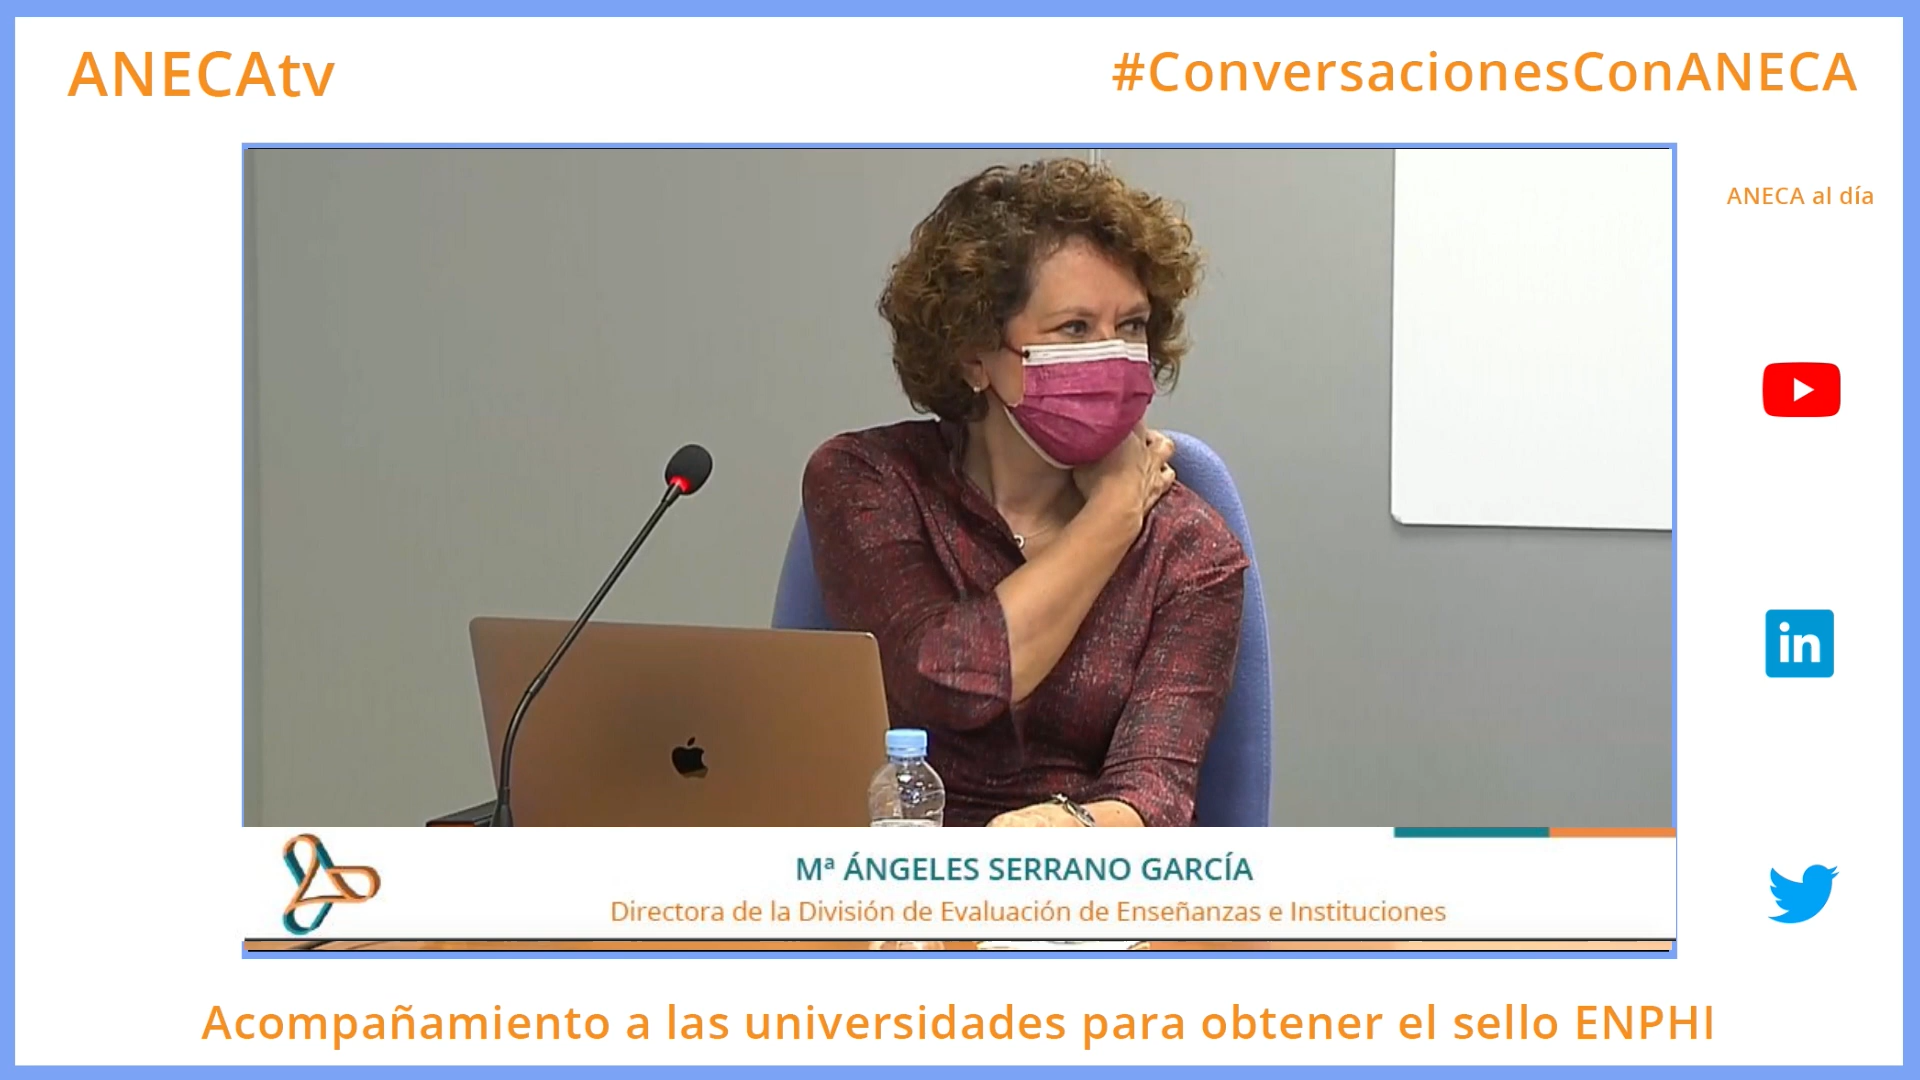 ANECAtv
#ConversacionesConANECA
ANECA al día
in
Mª ÁNGELES SERRANO GARCÍA
Directora de la División de Evaluación de Enseñanzas e Instituciones
Acompañamiento a las universidades para obtener el sello ENPHI